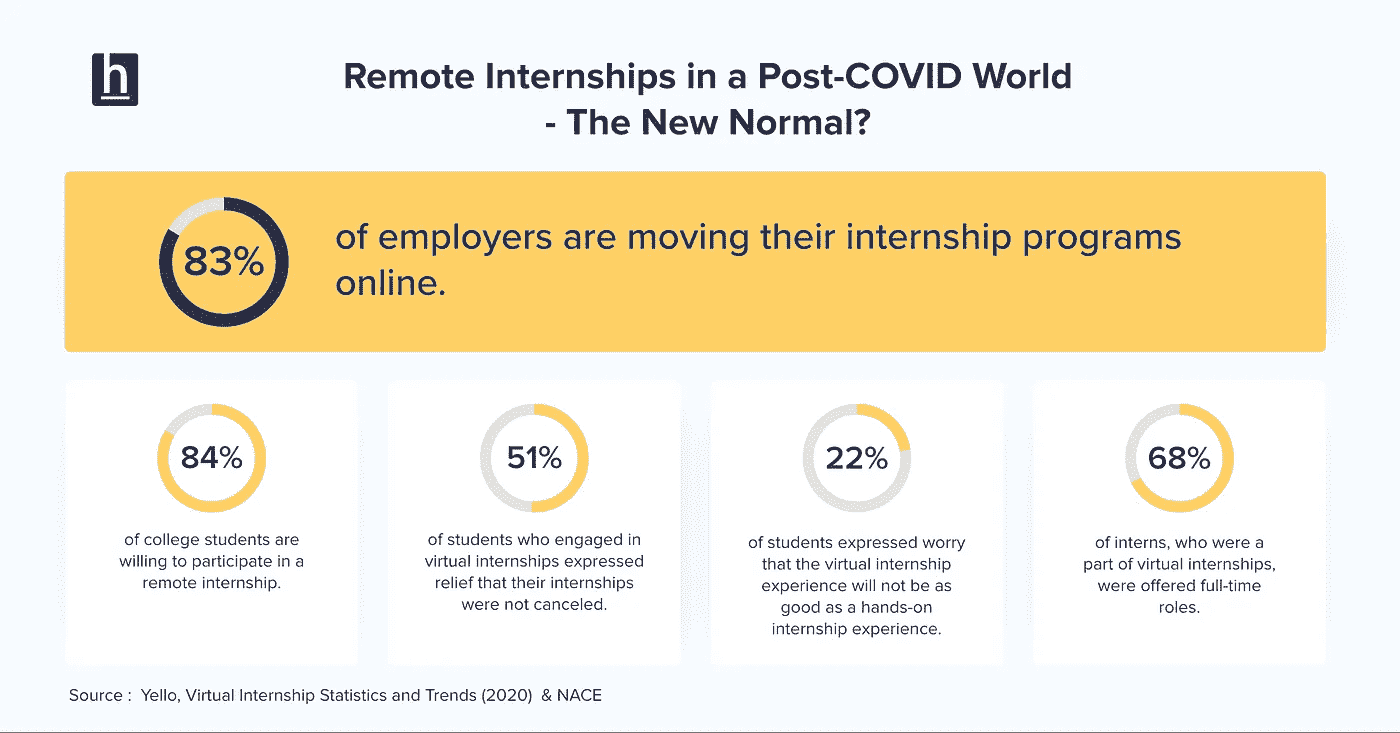 h
Remote Internships in a Post-COVID World
- The New Normal?
83%
of employers are moving their internship programs
online.
84%
of college students are
willing to participate in a
remote internship.
51%
of students who engaged in
virtual internships expressed
relief that their internships
were not canceled.
22%
of students expressed worry
that the virtual internship
experience will not be as
good as a hands-on
internship experience.
68%
of interns, who were a
part of virtual internships,
were offered full-time
roles.
Source : Yello, Virtual Internship Statistics and Trends (2020) & NACE